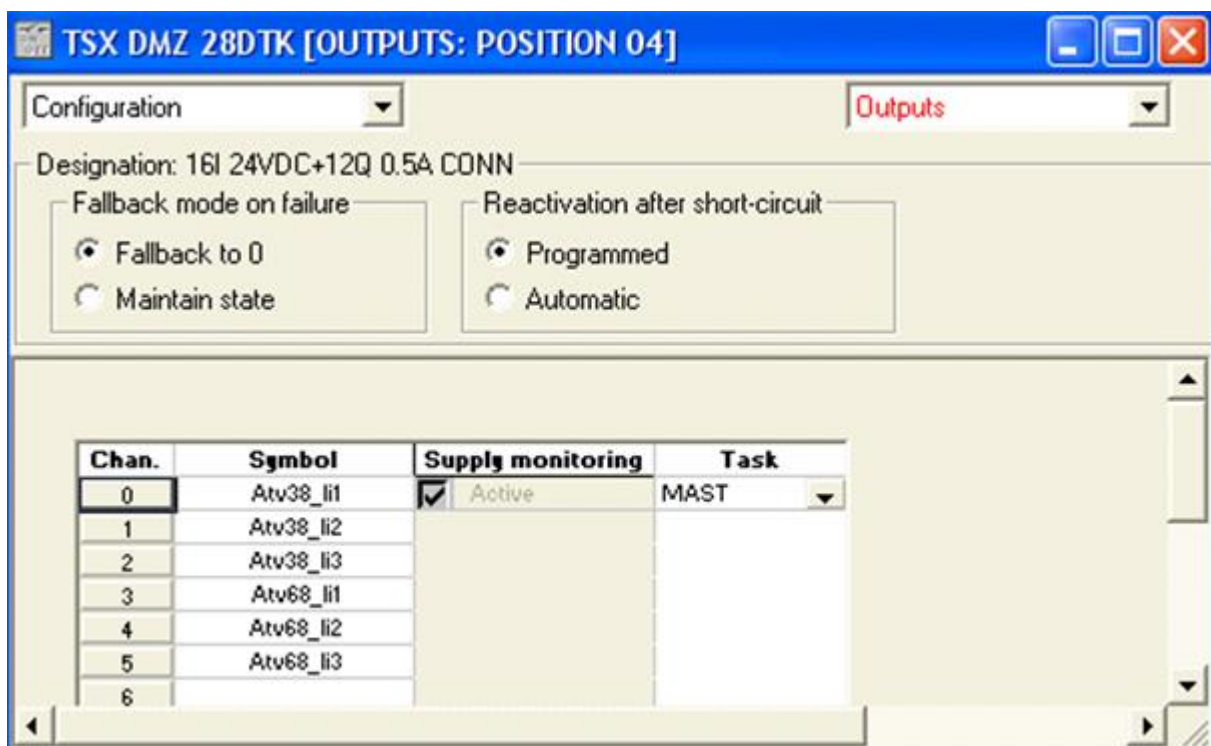 TSX DMZ 28DTK [OUTPUTS: POSITION 04]
Configuration Outputs
Designation: 16I 24VDC+12Q 0.5A CONN
Fallback mode on failure Reactivation after short-circuit
Fallback to 0 Programmed
Maintain state Automatic
Chan. Symbol Supply monitoring Task
0 Atv38_li1 Active MAST
1 Atv38_li2
2 Atv38_li3
3 Atv68_li1
4 Atv68_li2
5 Atv68_li3
6